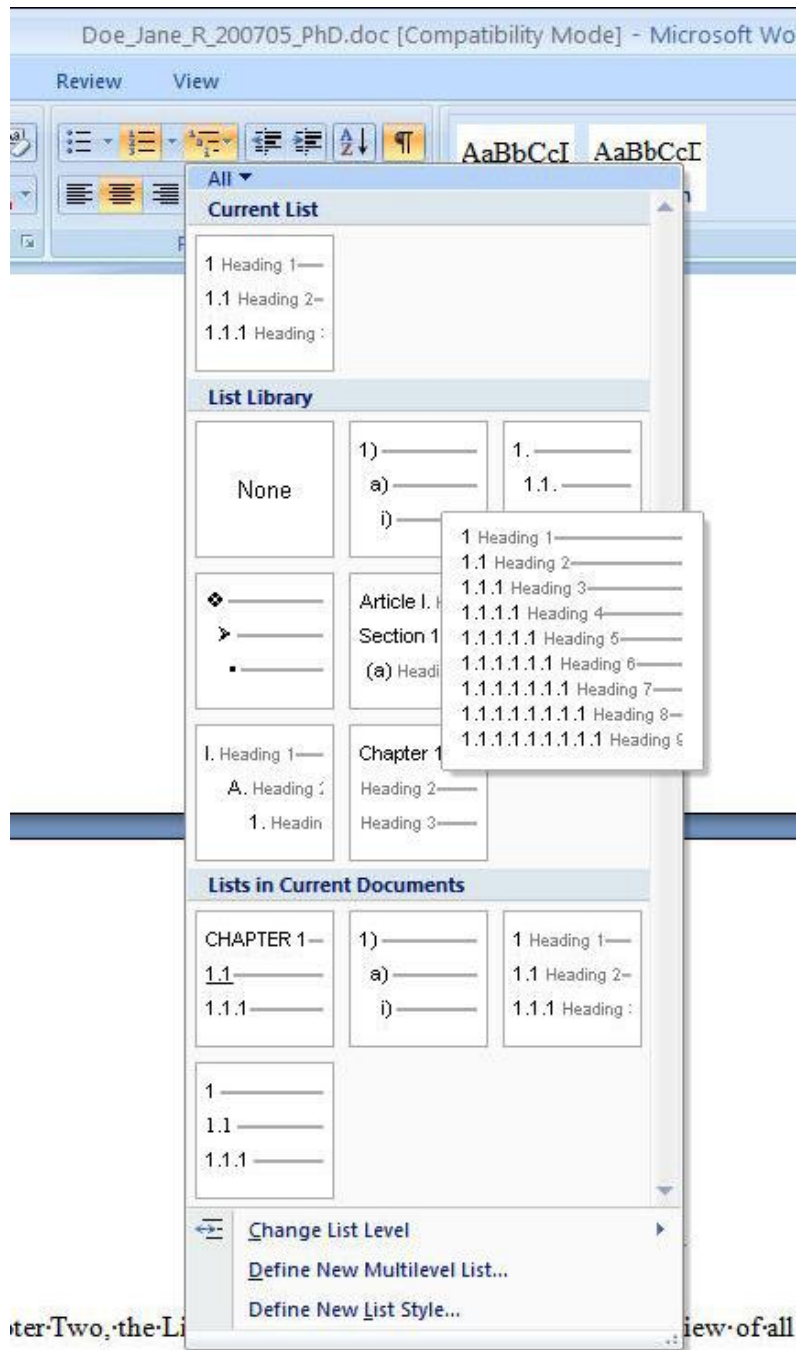 Doe_Jane_R_200705_PhD.doc [Compatibility Mode] - Microsoft Wo
Review View
AaBbCcI AaBbCcI
All
Current List
1 Heading 1
1.1 Heading 2
1.1.1 Heading
List Library
None
1)
a)
i)
1.
1.1.
1 Heading 1
1.1 Heading 2
1.1.1 Heading 3
1.1.1.1 Heading 4
1.1.1.1.1 Heading 5
1.1.1.1.1.1 Heading 6
1.1.1.1.1.1.1 Heading 7
1.1.1.1.1.1.1.1 Heading 8
1.1.1.1.1.1.1.1.1 Heading 9
Article I. H
Section 1
(a) Headi
I. Heading 1
A. Heading 2
1. Headin
Chapter 1
Heading 2
Heading 3
Lists in Current Documents
CHAPTER 1
1.1
1.1.1
1)
a)
i)
1 Heading 1
1.1 Heading 2
1.1.1 Heading
1
1.1
1.1.1
Change List Level
Define New Multilevel List...
Define New List Style...
ter·Two,·the·Li iew·of·all